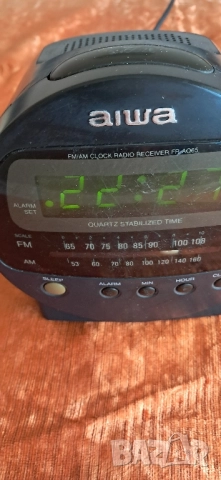 aiwa
FM/AM CLOCK RADIO RECEIVER FR-A065
ALARM SET
.22:27
QUARTZ STABILIZED TIME
SCALE
FM 65 70 75 80 85 90 100 108
AM 53 60 70 80 100 120 140 160
SLEEP ALARM MIN HOUR
bazar.bg